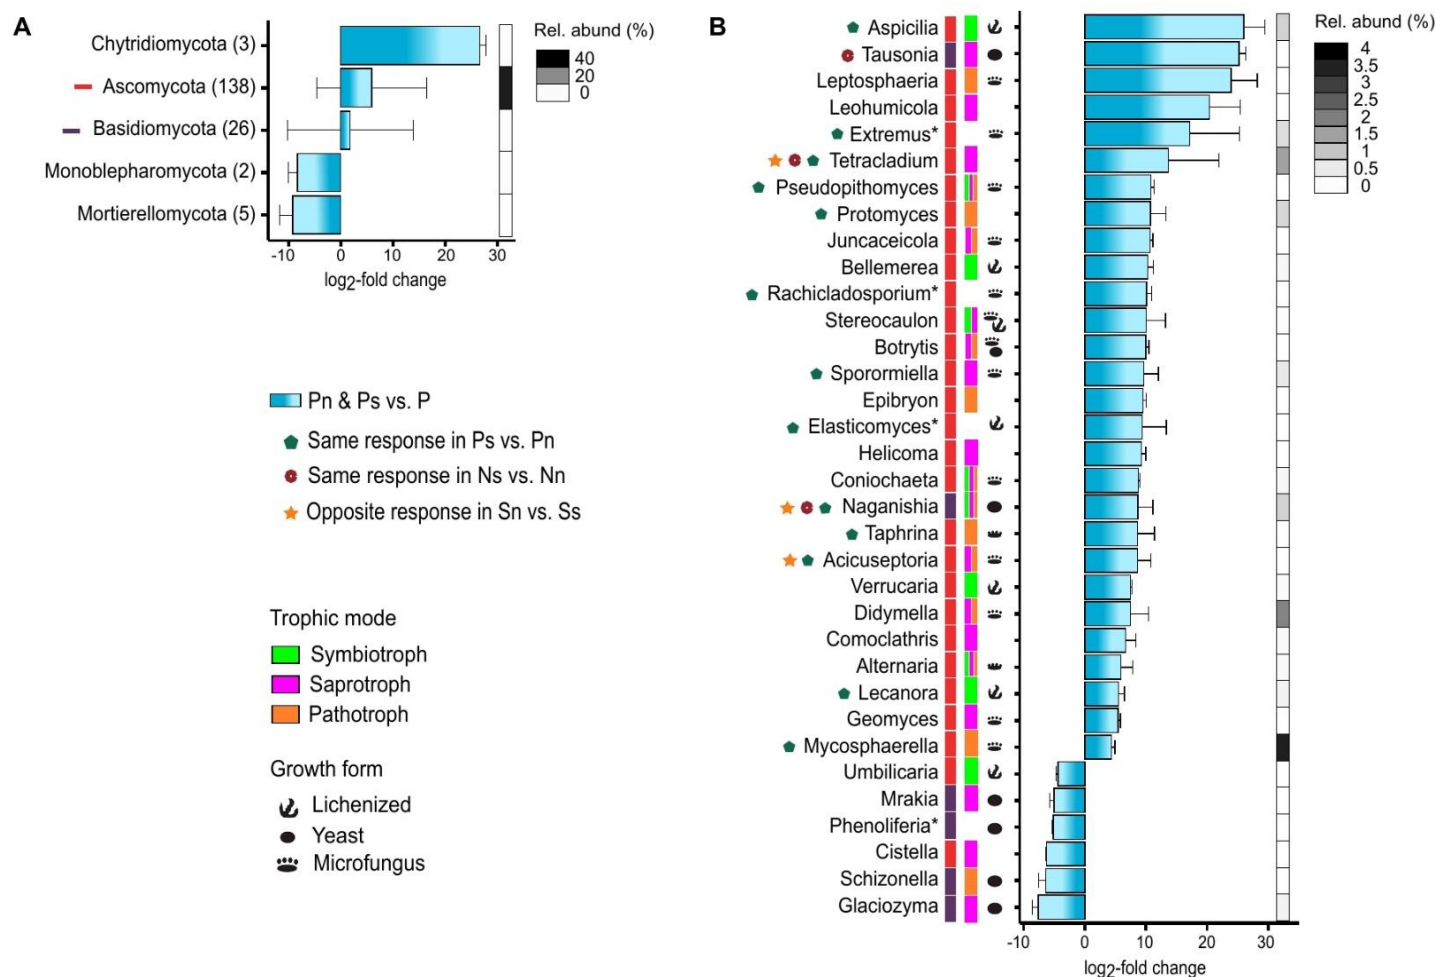 A
Rel. abund (%)
Chytridiomycota (3)
Ascomycota (138)
Basidiomycota (26)
Monoblepharomycota (2)
Mortierellomycota (5)
40
20
0
-10 0 10 20 30
log2-fold change
Pn & Ps vs. P
Same response in Ps vs. Pn
Same response in Ns vs. Nn
Opposite response in Sn vs. Ss
Trophic mode
Symbiotroph
Saprotroph
Pathotroph
Growth form
Lichenized
Yeast
Microfungus
B
Rel. abund (%)
Aspicilia
Tausonia
Leptosphaeria
Leohumicola
Extremus*
Tetracladium
Pseudopithomyces
Protomyces
Juncaceicola
Bellemerea
Rachicladosporium*
Stereocaulon
Botrytis
Sporormiella
Epibryon
Elasticomyces*
Helicoma
Coniochaeta
Naganishia
Taphrina
Acicuseptoria
Verrucaria
Didymella
Comoclathris
Alternaria
Lecanora
Geomyces
Mycosphaerella
Umbilicaria
Mrakia
Phenoliferia*
Cistella
Schizonella
Glaciozyma
4
3.5
3
2.5
2
1.5
1
0.5
0
-10 0 10 20 30
log2-fold change